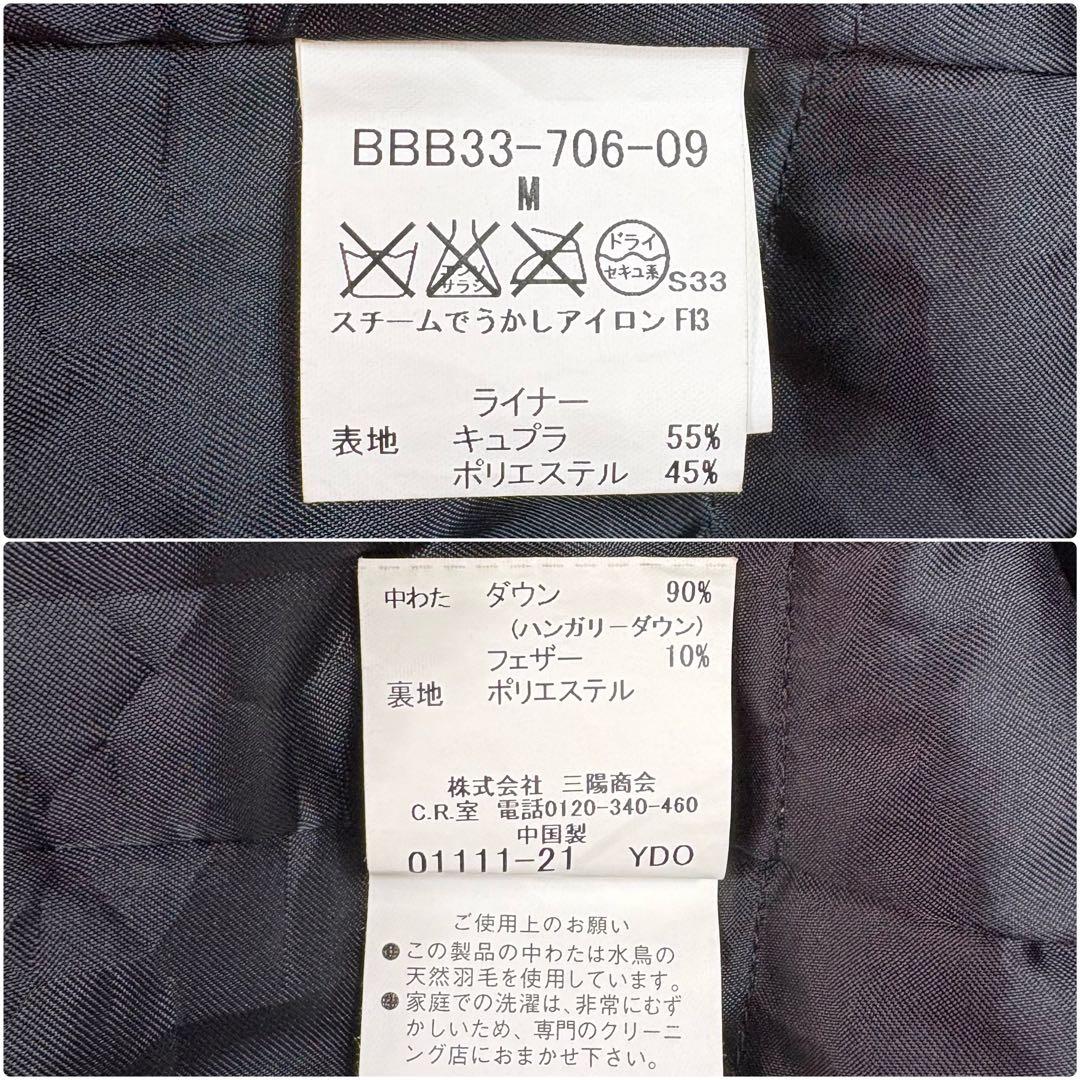 BBB33-706-09
M
エンソ
サラシ
ドライ
セキユ系
S33
スチームでうかしアイロン F13
ライナー
表地 キュプラ 55%
ポリエステル 45%
中わた ダウン 90%
(ハンガリーダウン)
フェザー 10%
裏地 ポリエステル
株式会社 三陽商会
C.R.室 電話0120-340-460
中国製
01111-21 YDO
ご使用上のお願い
●この製品の中わたは水鳥の
天然羽毛を使用しています。
●家庭での洗濯は、非常にむず
かしいため、専門のクリーニ
ング店におまかせ下さい。